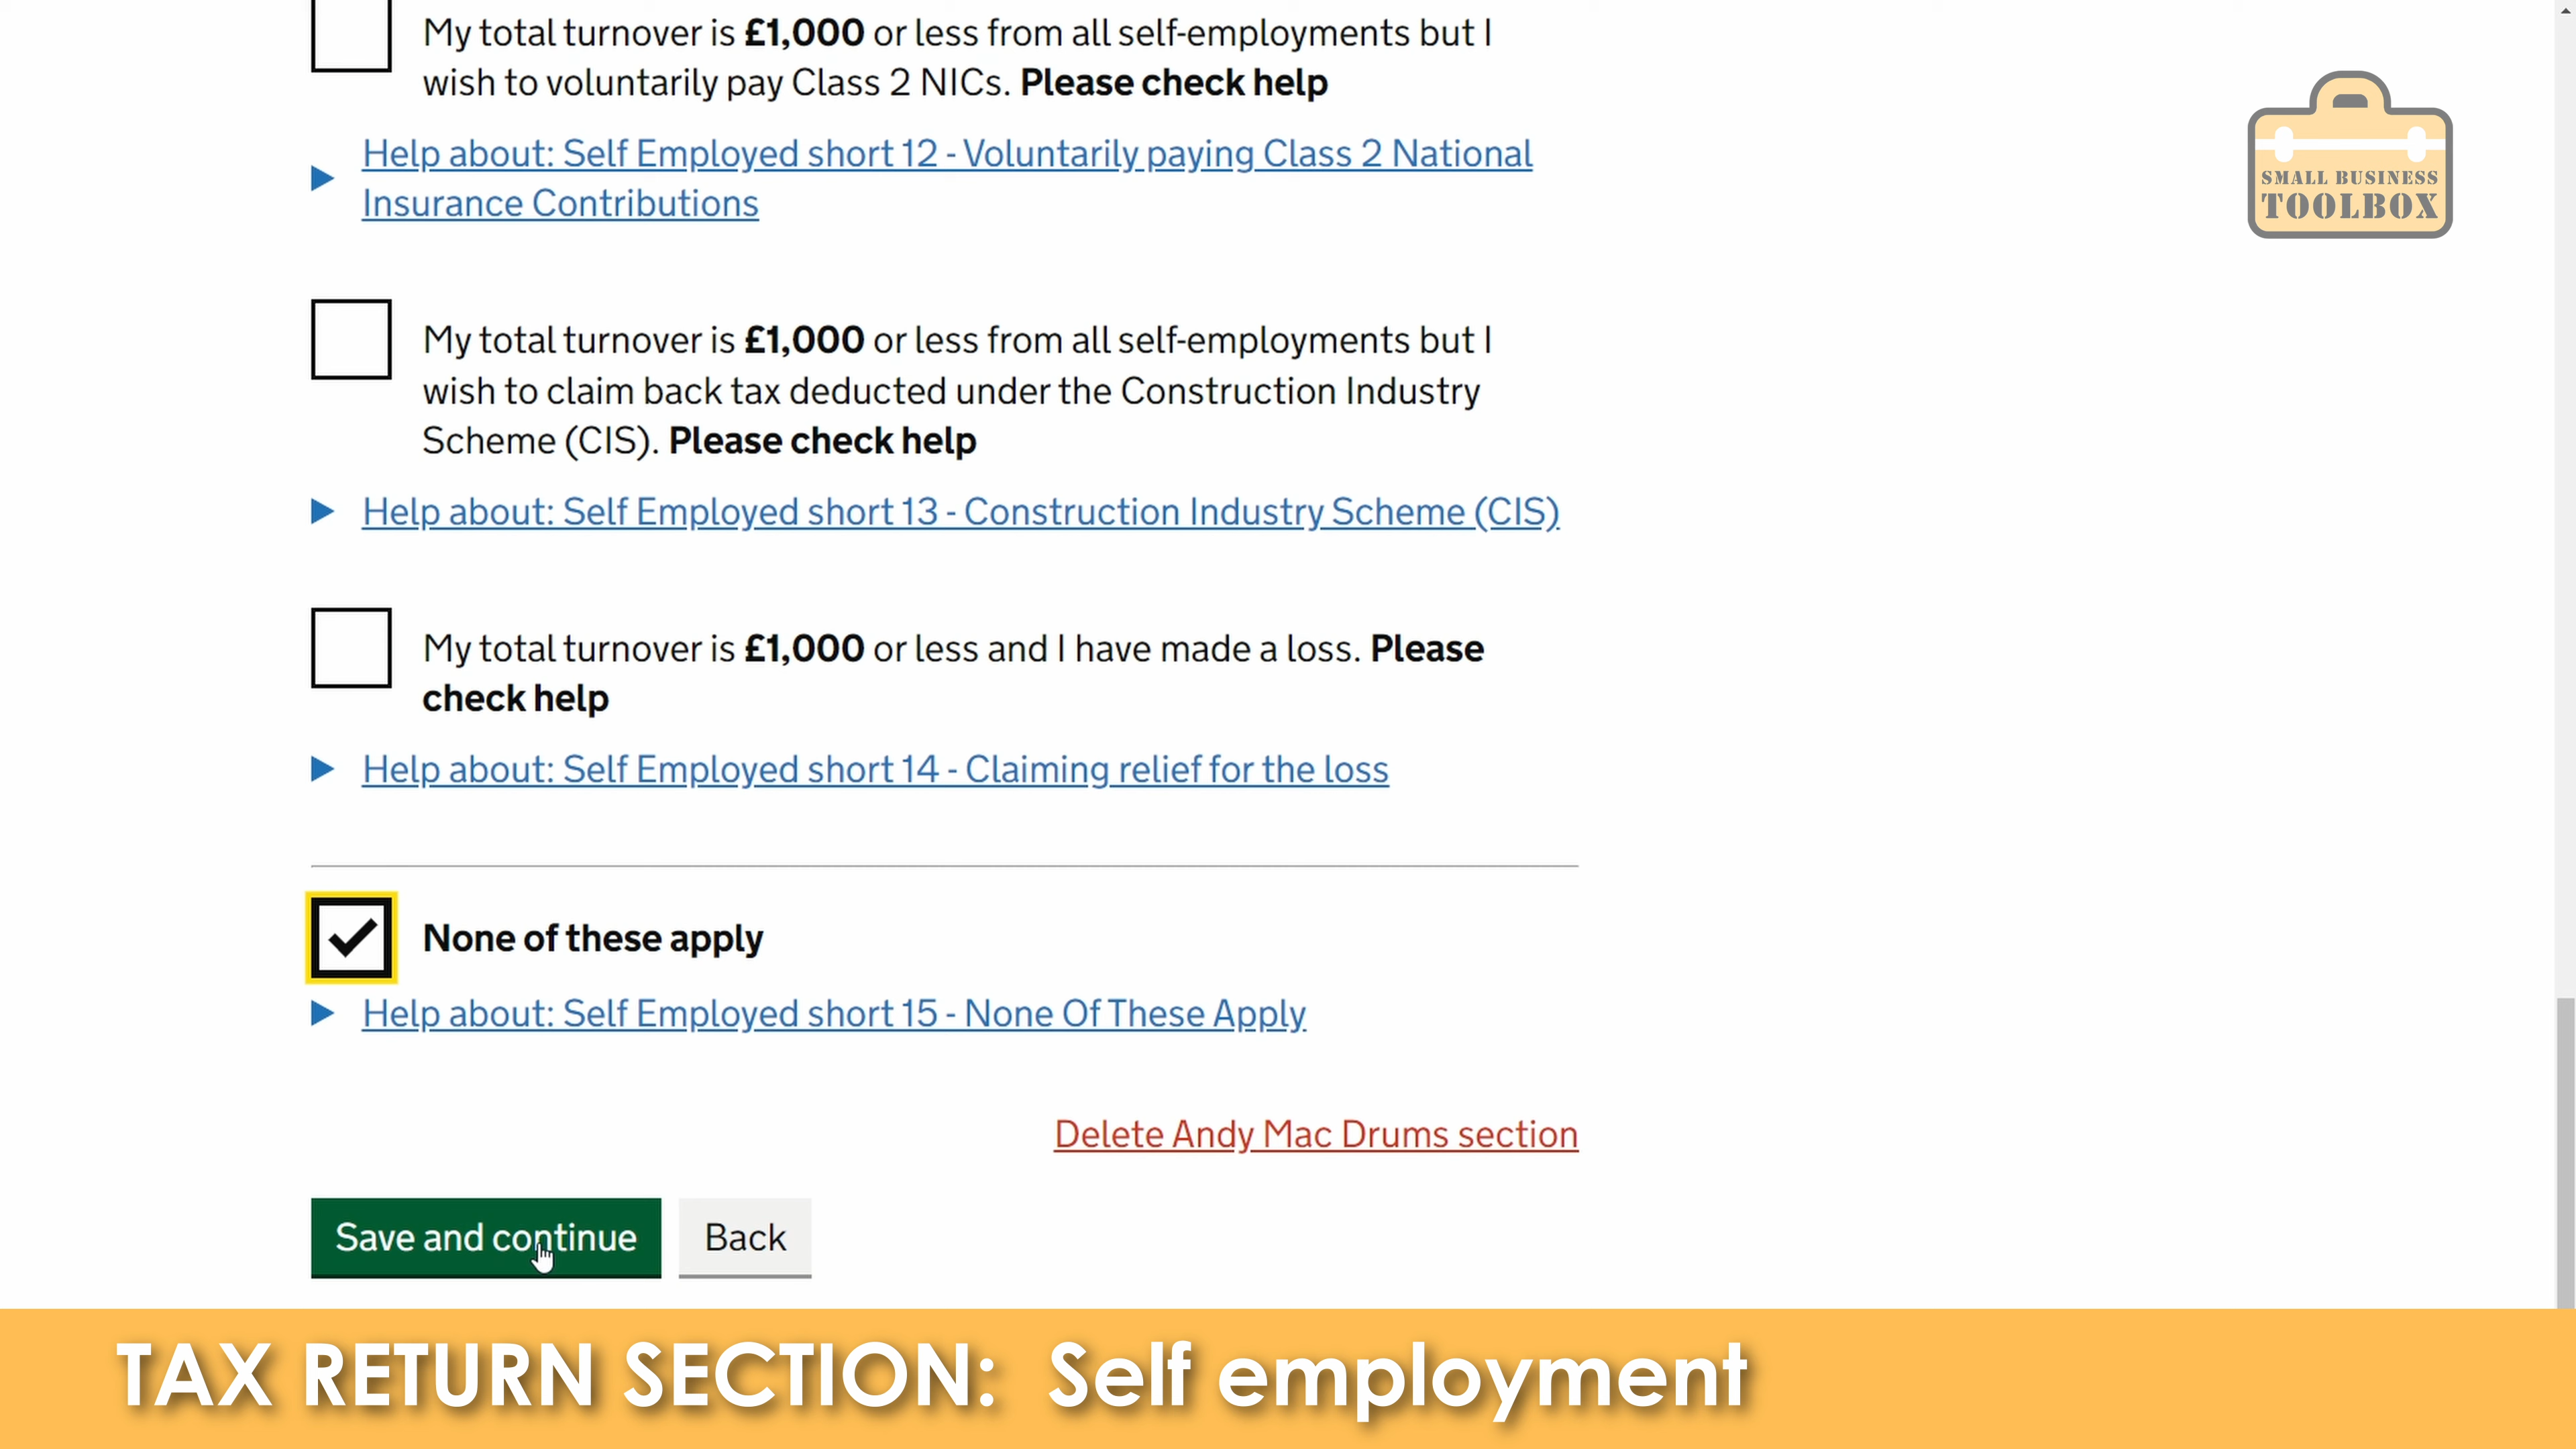 My total turnover is £1,000 or less from all self-employments but I
wish to voluntarily pay Class 2 NICs. Please check help
Help about: Self Employed short 12 - Voluntarily paying Class 2 National
Insurance Contributions
SMALL BUSINESS
TOOLBOX
My total turnover is £1,000 or less from all self-employments but I
wish to claim back tax deducted under the Construction Industry
Scheme (CIS). Please check help
Help about: Self Employed short 13 - Construction Industry Scheme (CIS)
My total turnover is £1,000 or less and I have made a loss. Please
check help
Help about: Self Employed short 14 - Claiming relief for the loss
None of these apply
Help about: Self Employed short 15 - None Of These Apply
Delete Andy Mac Drums section
Save and continue
Back
TAX RETURN SECTION: Self employment